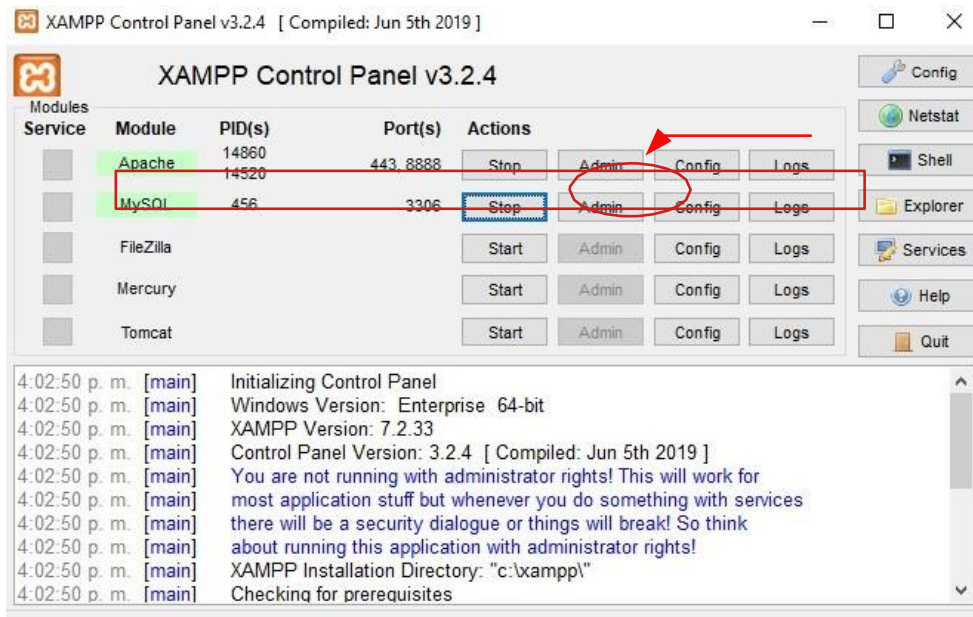 XAMPP Control Panel v3.2.4 [ Compiled: Jun 5th 2019 ]
XAMPP Control Panel v3.2.4
Modules
Service Module PID(s) Port(s) Actions
Apache 14860 14520 443, 8888 Stop Admin Config Logs
MySQL 456 3306 Stop Admin Config Logs
FileZilla Start Admin Config Logs
Mercury Start Admin Config Logs
Tomcat Start Admin Config Logs
Config
Netstat
Shell
Explorer
Services
Help
Quit
4:02:50 p. m. [main] Initializing Control Panel
4:02:50 p. m. [main] Windows Version: Enterprise 64-bit
4:02:50 p. m. [main] XAMPP Version: 7.2.33
4:02:50 p. m. [main] Control Panel Version: 3.2.4 [ Compiled: Jun 5th 2019 ]
4:02:50 p. m. [main] You are not running with administrator rights! This will work for
4:02:50 p. m. [main] most application stuff but whenever you do something with services
4:02:50 p. m. [main] there will be a security dialogue or things will break! So think
4:02:50 p. m. [main] about running this application with administrator rights!
4:02:50 p. m. [main] XAMPP Installation Directory: "c:\xampp\"
4:02:50 p. m. [main] Checking for prerequisites